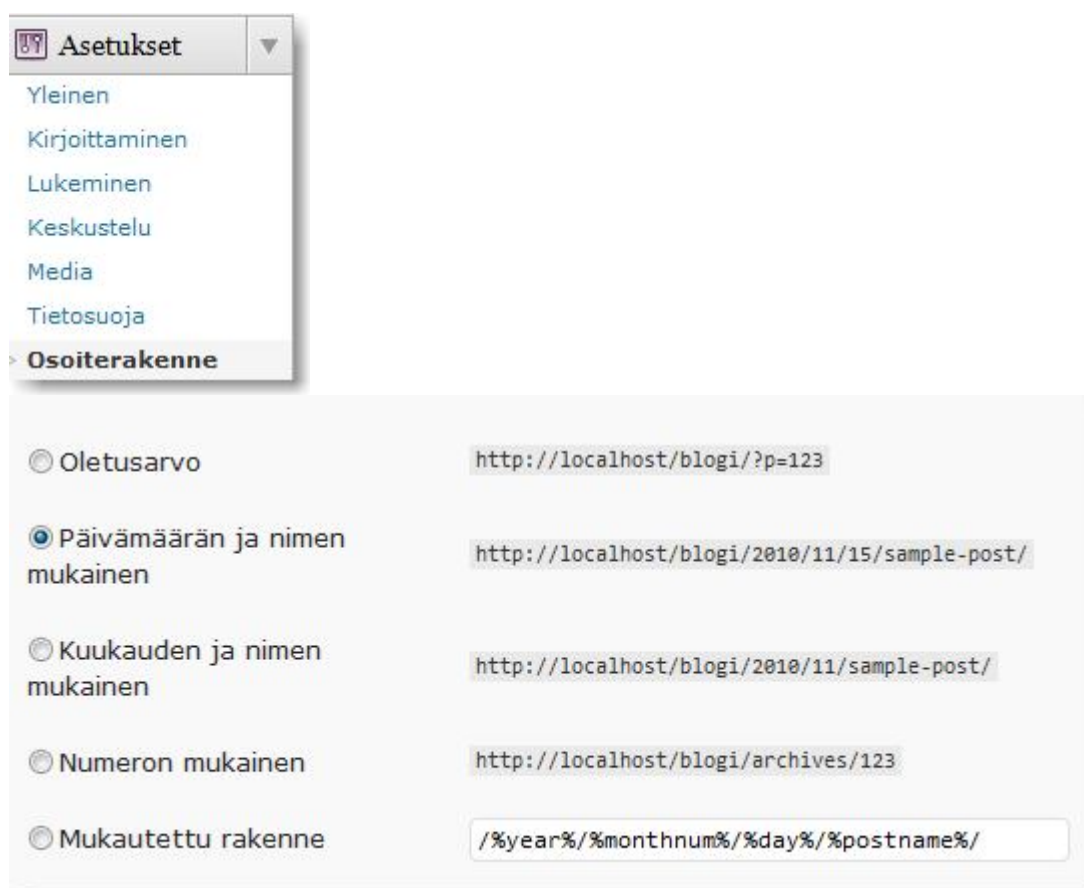 Asetukset
Yleinen
Kirjoittaminen
Lukeminen
Keskustelu
Media
Tietosuoja
Osoiterakenne
Oletusarvo http://localhost/blogi/?p=123
Päivämäärän ja nimen
mukainen http://localhost/blogi/2010/11/15/sample-post/
Kuukauden ja nimen
mukainen http://localhost/blogi/2010/11/sample-post/
Numeron mukainen http://localhost/blogi/archives/123
Mukautettu rakenne /%year%/%monthnum%/%day%/%postname%/